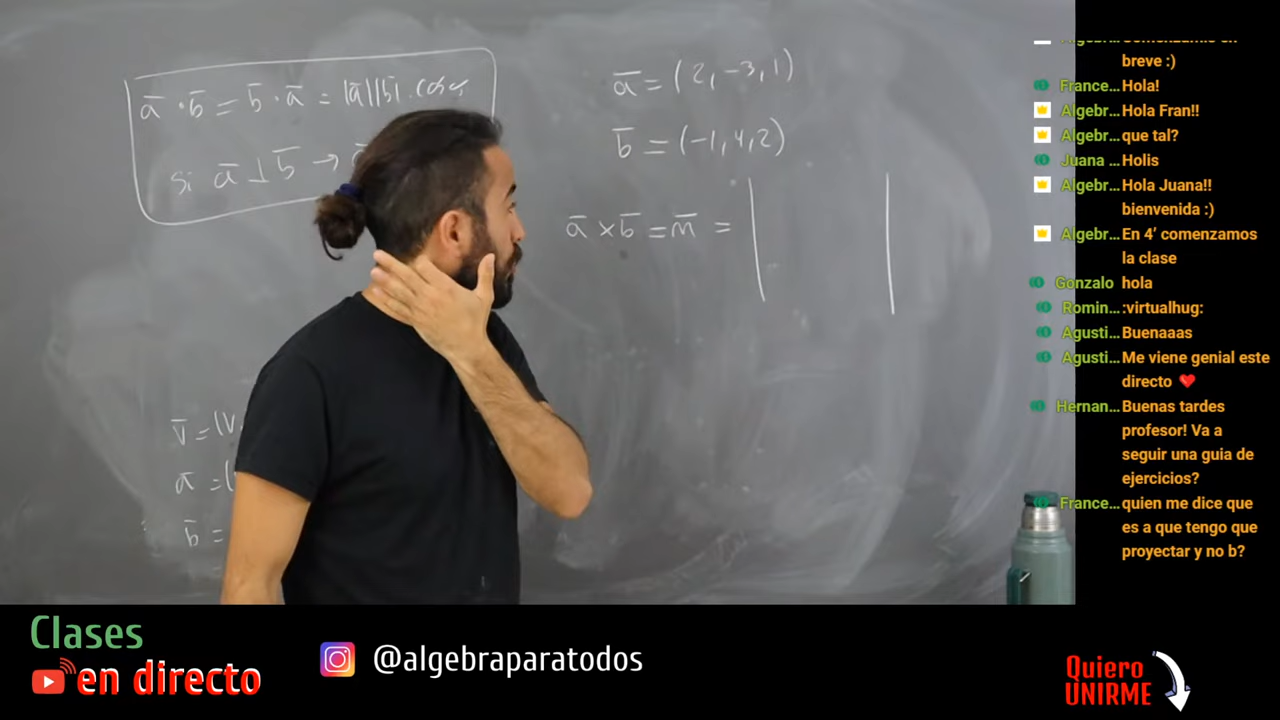 a̅ · b̅ = b̅ · a̅ = |a̅||b̅| . cos α
si a̅ ⊥ b̅ →
a̅ = (2, -3, 1)
b̅ = (-1, 4, 2)
a̅ × b̅ = m̅ =
v̅ = (v
a̅ = (
b̅ =
breve :)
France... Hola!
Algebr... Hola Fran!!
Algebr... que tal?
Juana ... Holis
Algebr... Hola Juana!!
bienvenida :)
Algebr... En 4' comenzamos
la clase
Gonzalo hola
Romin... :virtualhug:
Agusti... Buenaaas
Agusti... Me viene genial este
directo ❤
Hernan... Buenas tardes
profesor! Va a
seguir una guia de
ejercicios?
France... quien me dice que
es a que tengo que
proyectar y no b?
Clases
en directo
@algebraparatodos
Quiero
UNIRME